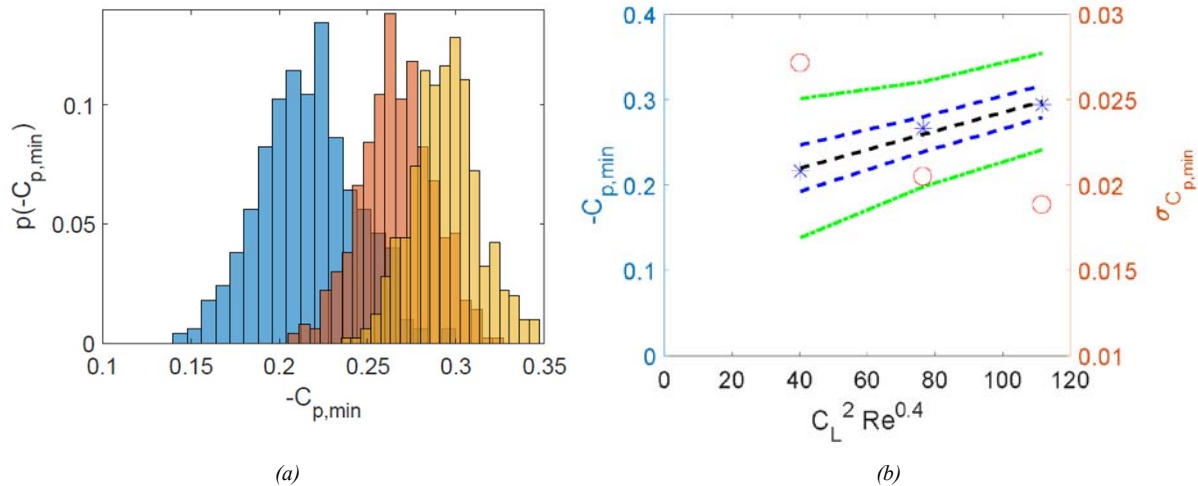 p(-C_p,min)
0.1
0.05
0
0.1 0.15 0.2 0.25 0.3 0.35
-C_p,min
(a)
-C_p,min
0.4
0.3
0.2
0.1
0
0 20 40 60 80 100 120
C_L^2 Re^0.4
0.03
0.025
0.02
0.015
0.01
σ_C_p,min
(b)